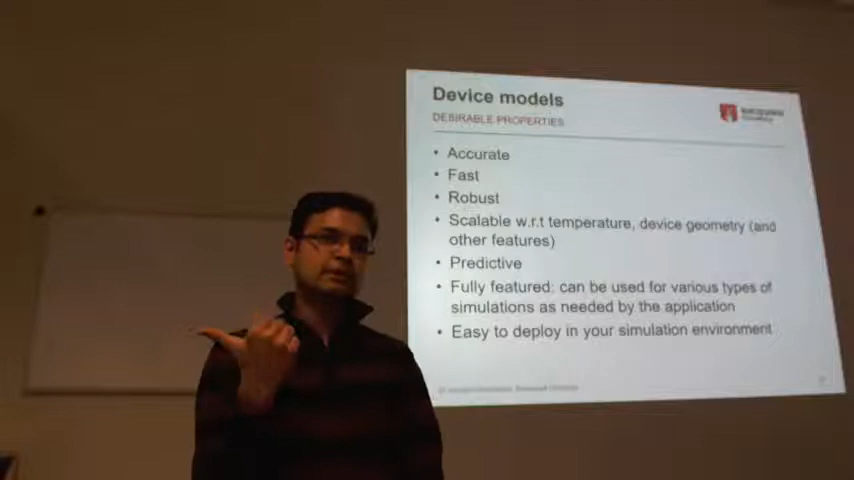 Device models
DESIRABLE PROPERTIES
• Accurate
• Fast
• Robust
• Scalable w.r.t temperature, device geometry (and
other features)
• Predictive
• Fully featured: can be used for various types of
simulations as needed by the application
• Easy to deploy in your simulation environment